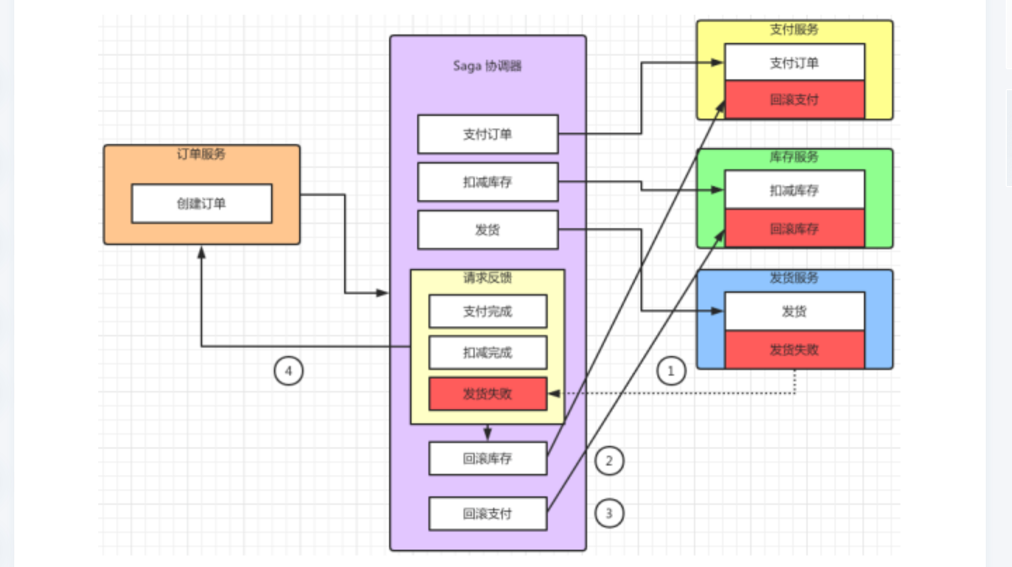 支付服务
支付订单
回滚支付
Saga 协调器
支付订单
扣减库存
发货
订单服务
创建订单
库存服务
扣减库存
回滚库存
请求反馈
支付完成
扣减完成
发货失败
发货服务
发货
发货失败
1
4
回滚库存
2
回滚支付
3